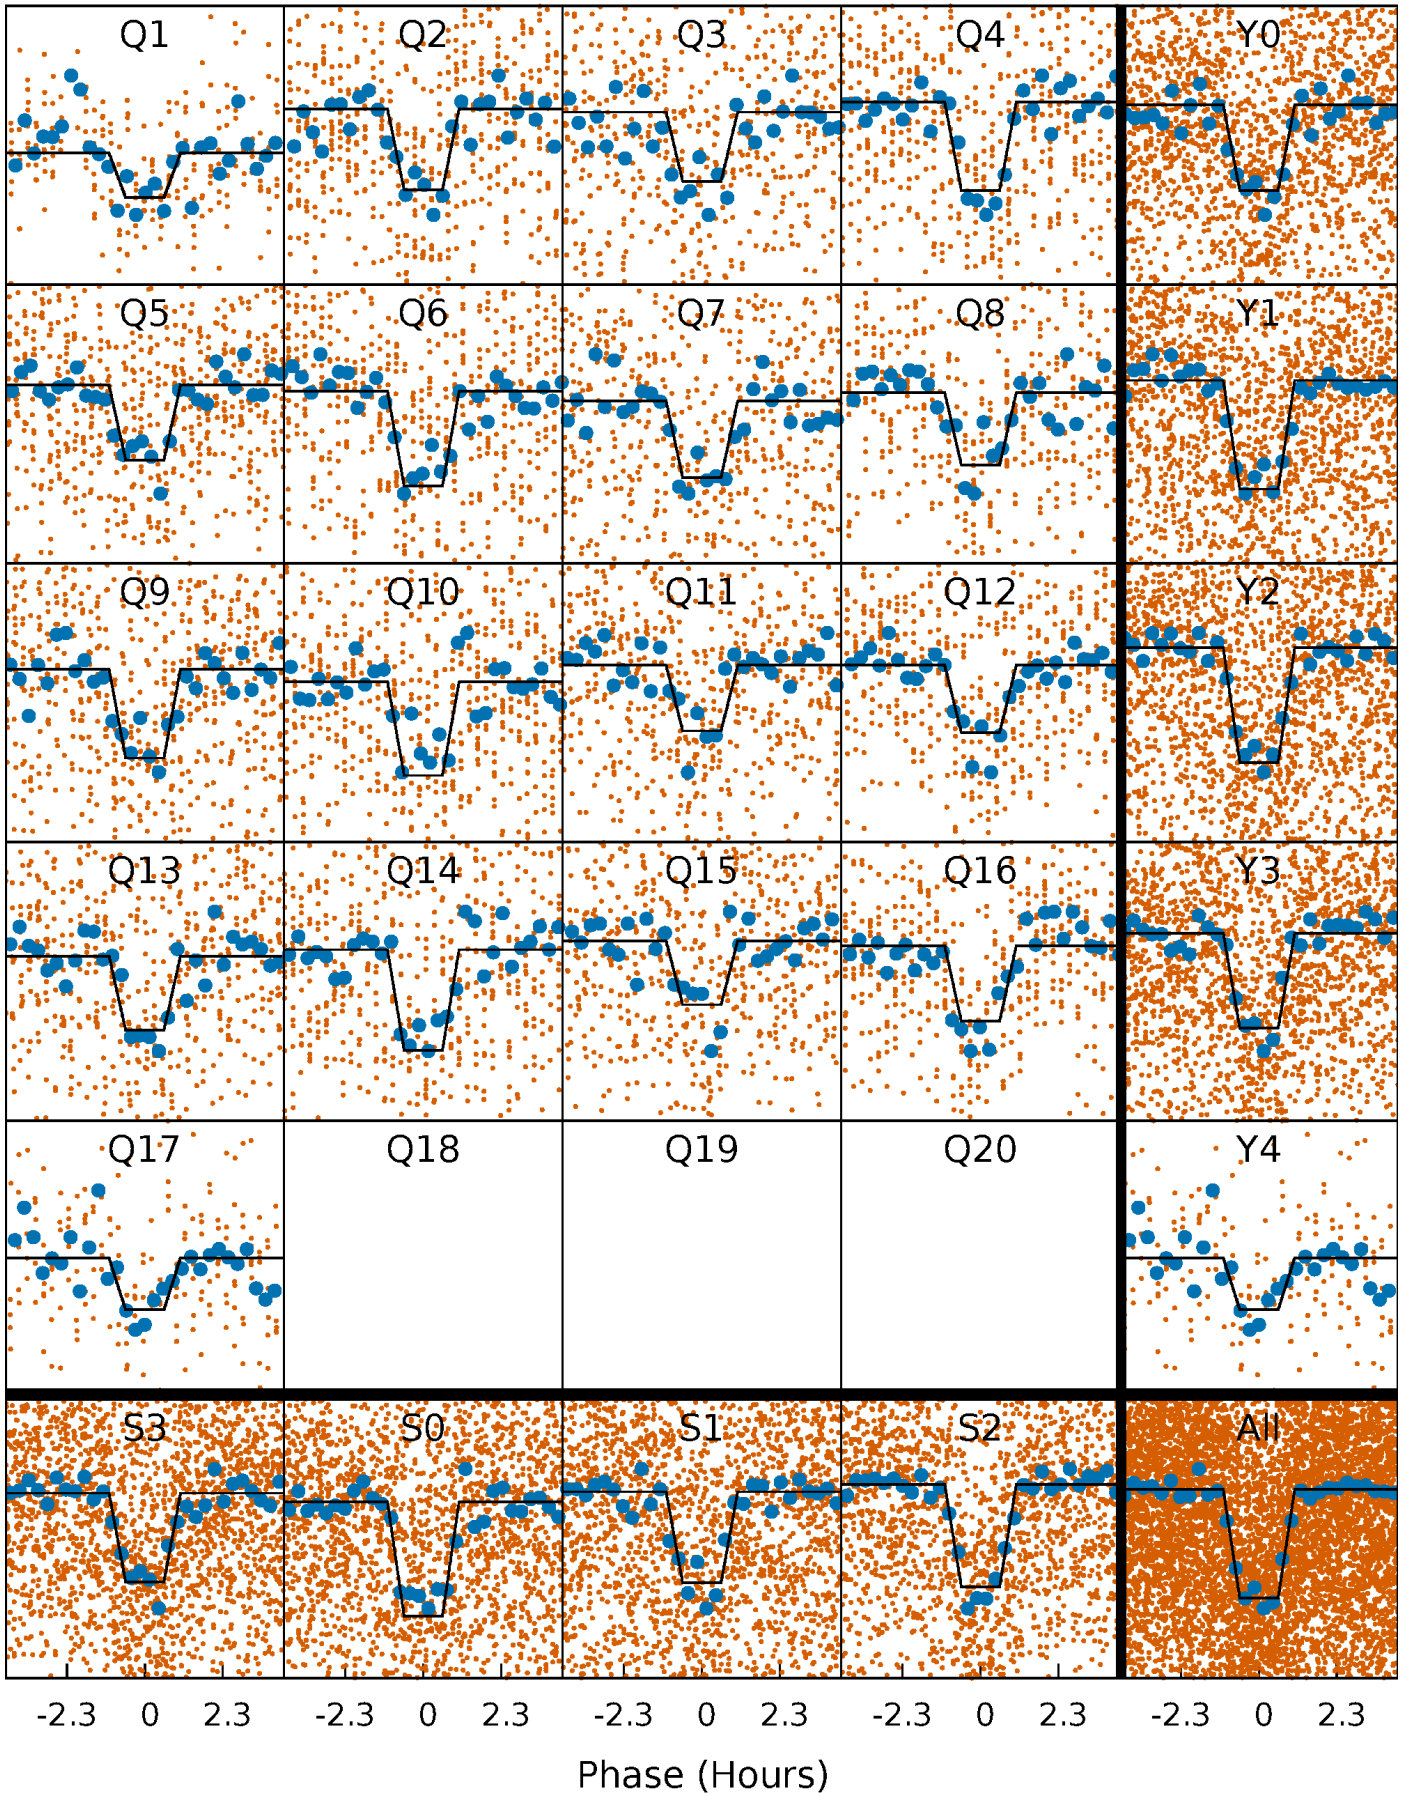 Q1 Q2 Q3 Q4 Y0
Q5 Q6 Q7 Q8 Y1
Q9 Q10 Q11 Q12 Y2
Q13 Q14 Q15 Q16 Y3
Q17 Q18 Q19 Q20 Y4
S3 S0 S1 S2 All
-2.3 0 2.3 -2.3 0 2.3 -2.3 0 2.3 -2.3 0 2.3 -2.3 0 2.3
Phase (Hours)